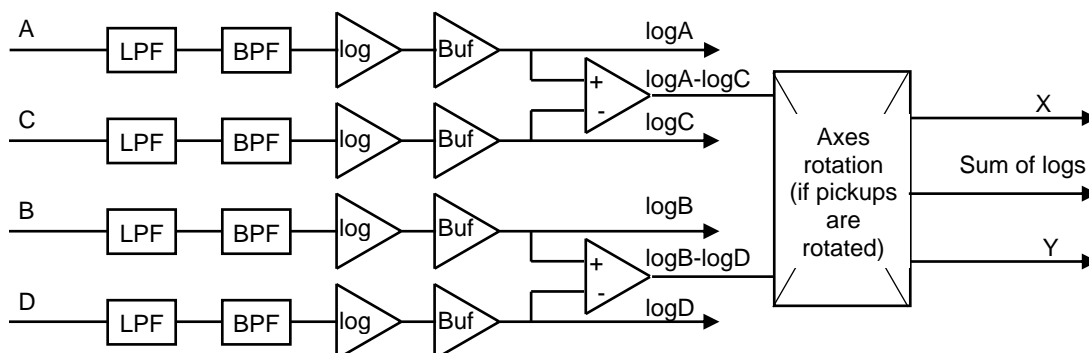 A
LPF
BPF
log
Buf
logA
+
-
logA-logC
C
LPF
BPF
log
Buf
logC
B
LPF
BPF
log
Buf
logB
+
-
logB-logD
D
LPF
BPF
log
Buf
logD
Axes
rotation
(if pickups
are
rotated)
X
Sum of logs
Y